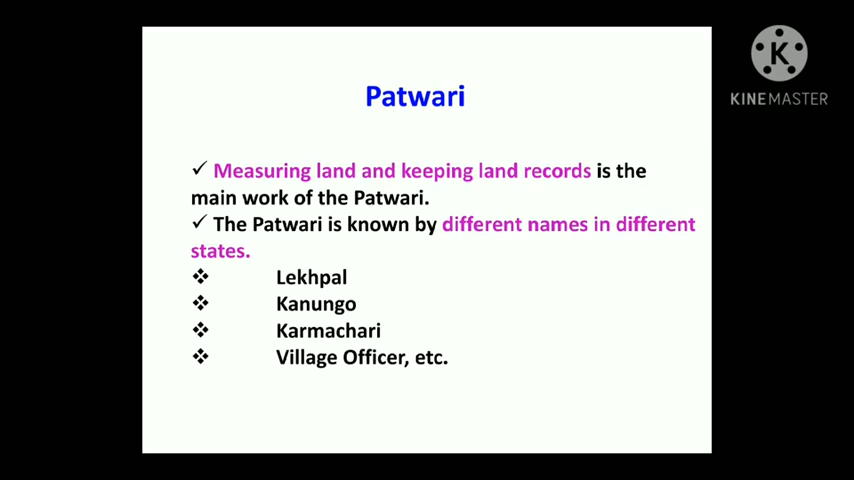 Patwari
✓ Measuring land and keeping land records is the
main work of the Patwari.
✓ The Patwari is known by different names in different
states.
❖ Lekhpal
❖ Kanungo
❖ Karmachari
❖ Village Officer, etc.
K
KINEMASTER